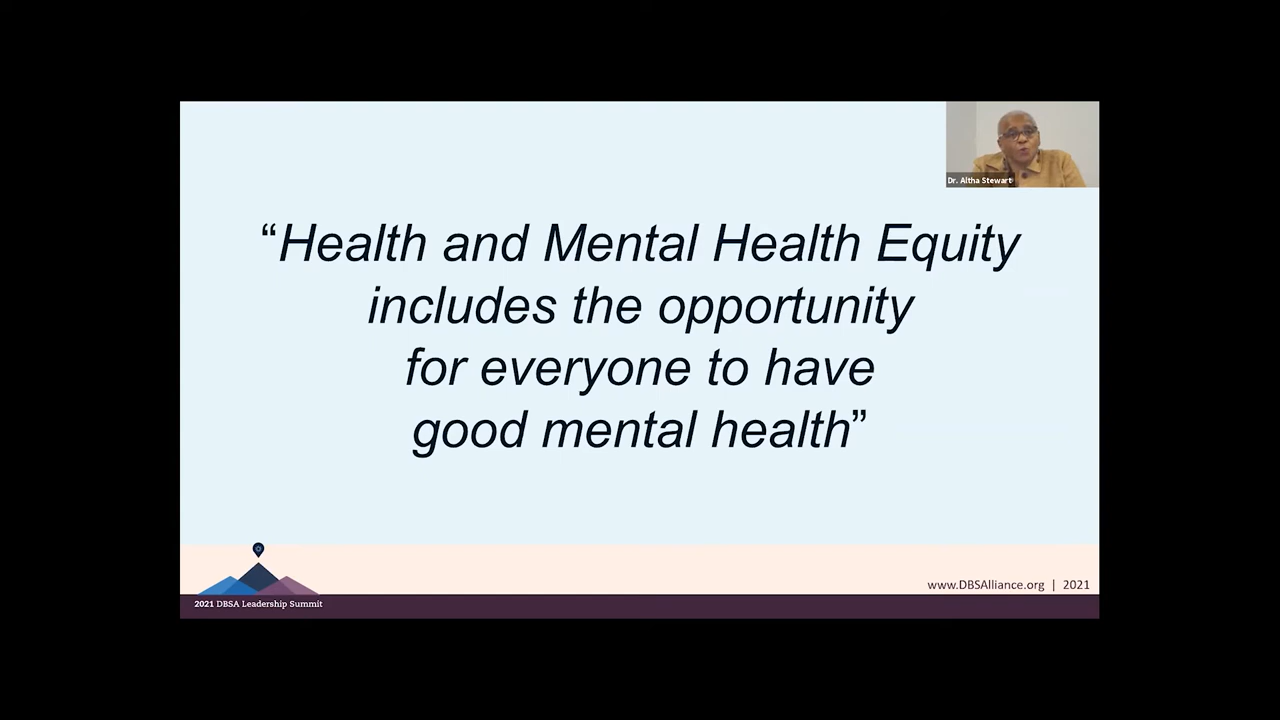 Dr. Altha Stewart
“Health and Mental Health Equity
includes the opportunity
for everyone to have
good mental health”
www.DBSAlliance.org | 2021
2021 DBSA Leadership Summit